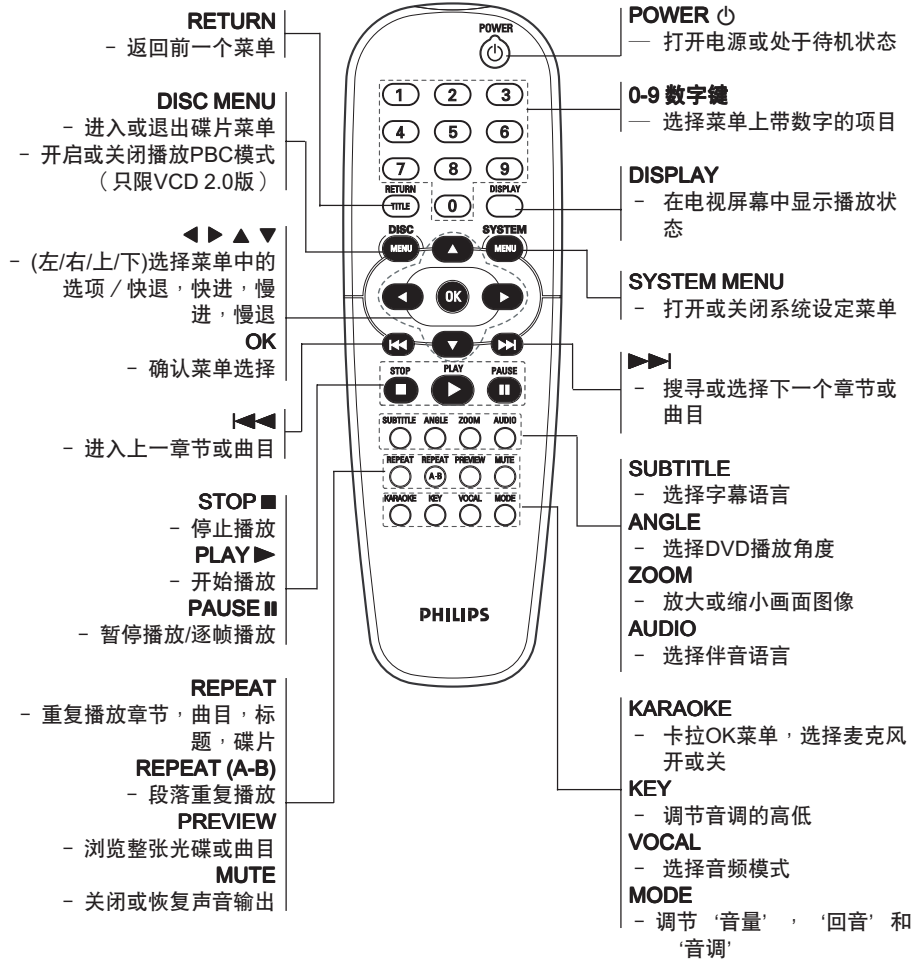 RETURN
- 返回前一个菜单
DISC MENU
- 进入或退出碟片菜单
- 开启或关闭播放PBC模式
（只限VCD 2.0版）
◀ ▶ ▲ ▼
- (左/右/上/下)选择菜单中的
选项／快退，快进，慢
进，慢退
OK
- 确认菜单选择
|◀◀
- 进入上一章节或曲目
STOP ■
- 停止播放
PLAY ▶
- 开始播放
PAUSE II
- 暂停播放/逐帧播放
REPEAT
- 重复播放章节，曲目，标
题，碟片
REPEAT (A-B)
- 段落重复播放
PREVIEW
- 浏览整张光碟或曲目
MUTE
- 关闭或恢复声音输出
POWER
1 2 3
4 5 6
7 8 9
RETURN DISPLAY
TITLE 0
DISC SYSTEM
MENU MENU
OK
STOP PLAY PAUSE
SUBTITLE ANGLE ZOOM AUDIO
REPEAT REPEAT PREVIEW MUTE
A-B
KARAOKE KEY VOCAL MODE
PHILIPS
POWER ⏻
— 打开电源或处于待机状态
0-9 数字键
— 选择菜单上带数字的项目
DISPLAY
- 在电视屏幕中显示播放状
态
SYSTEM MENU
- 打开或关闭系统设定菜单
▶▶|
- 搜寻或选择下一个章节或
曲目
SUBTITLE
- 选择字幕语言
ANGLE
- 选择DVD播放角度
ZOOM
- 放大或缩小画面图像
AUDIO
- 选择伴音语言
KARAOKE
- 卡拉OK菜单，选择麦克风
开或关
KEY
- 调节音调的高低
VOCAL
- 选择音频模式
MODE
- 调节 ‘音量’ ， ‘回音’ 和
‘音调’